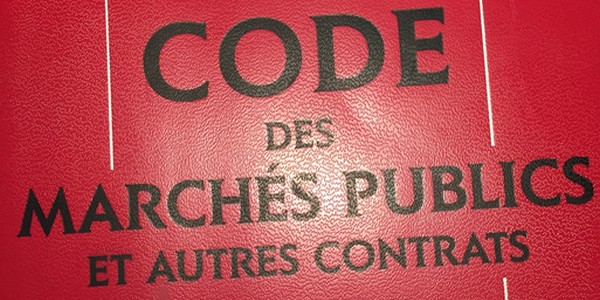 CODE
DES
MARCHÉS PUBLICS
ET AUTRES CONTRATS